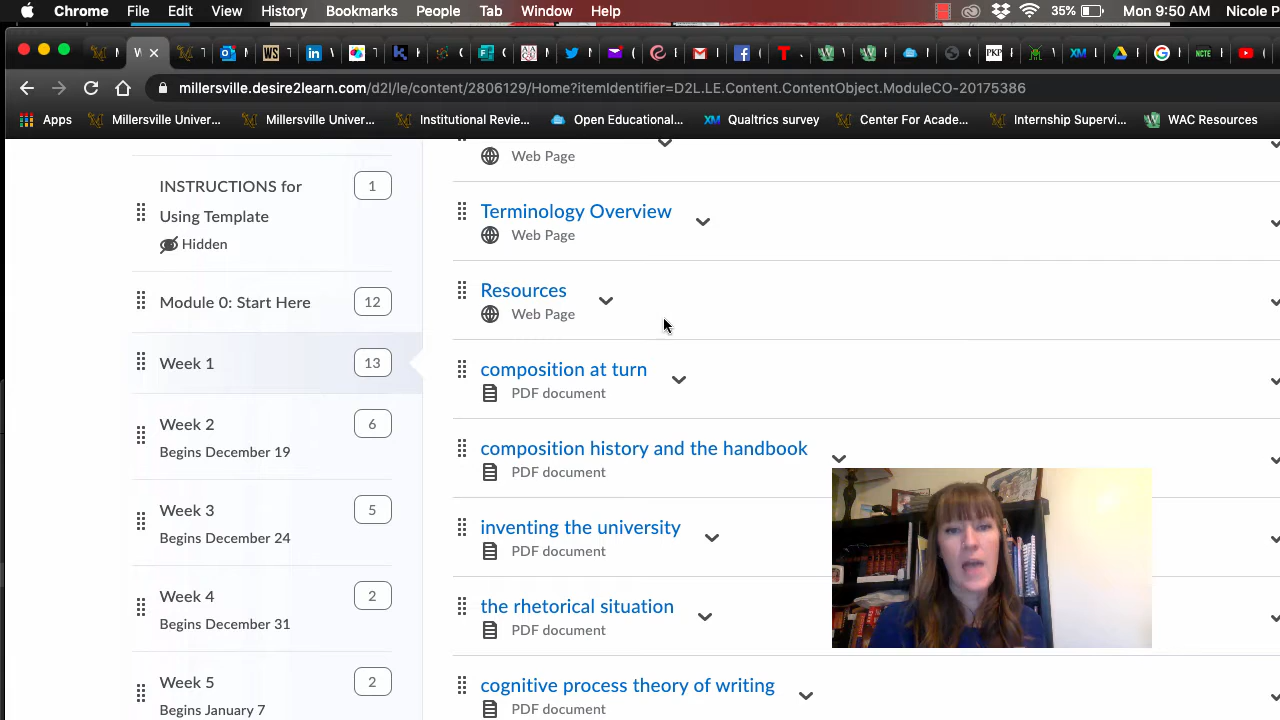 Chrome File Edit View History Bookmarks People Tab Window Help 35% Mon 9:50 AM Nicole P
millersville.desire2learn.com/d2l/le/content/2806129/Home?itemIdentifier=D2L.LE.Content.ContentObject.ModuleCO-20175386
Apps Millersville Univer... Millersville Univer... Institutional Revie... Open Educational... Qualtrics survey Center For Acade... Internship Supervi... WAC Resources
INSTRUCTIONS for
Using Template
Hidden
1
Module 0: Start Here 12
Week 1 13
Week 2 6
Begins December 19
Week 3 5
Begins December 24
Week 4 2
Begins December 31
Week 5 2
Begins January 7
Web Page
Terminology Overview
Web Page
Resources
Web Page
composition at turn
PDF document
composition history and the handbook
PDF document
inventing the university
PDF document
the rhetorical situation
PDF document
cognitive process theory of writing
PDF document